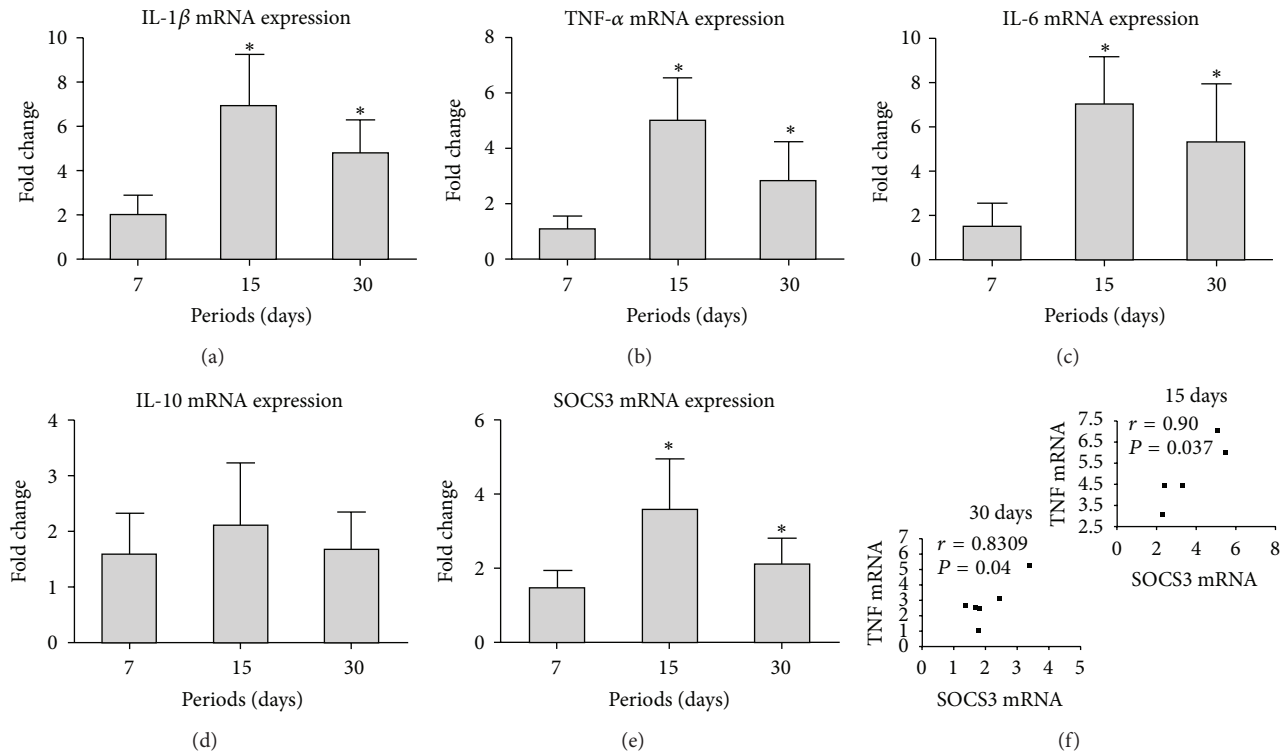 IL-1β mRNA expression
10
8
6
4
2
0
Fold change
*
*
7
15
30
Periods (days)
(a)
TNF-α mRNA expression
8
6
4
2
0
Fold change
*
*
7
15
30
Periods (days)
(b)
IL-6 mRNA expression
10
8
6
4
2
0
Fold change
*
*
7
15
30
Periods (days)
(c)
IL-10 mRNA expression
4
3
2
1
0
Fold change
7
15
30
Periods (days)
(d)
SOCS3 mRNA expression
6
4
2
0
Fold change
*
*
7
15
30
Periods (days)
(e)
15 days
7.5
6.5
5.5
4.5
3.5
2.5
TNF mRNA
r = 0.90
P = 0.037
0 2 4 6 8
SOCS3 mRNA
30 days
7
6
5
4
3
2
1
0
TNF mRNA
r = 0.8309
P = 0.04
0 1 2 3 4 5
SOCS3 mRNA
(f)